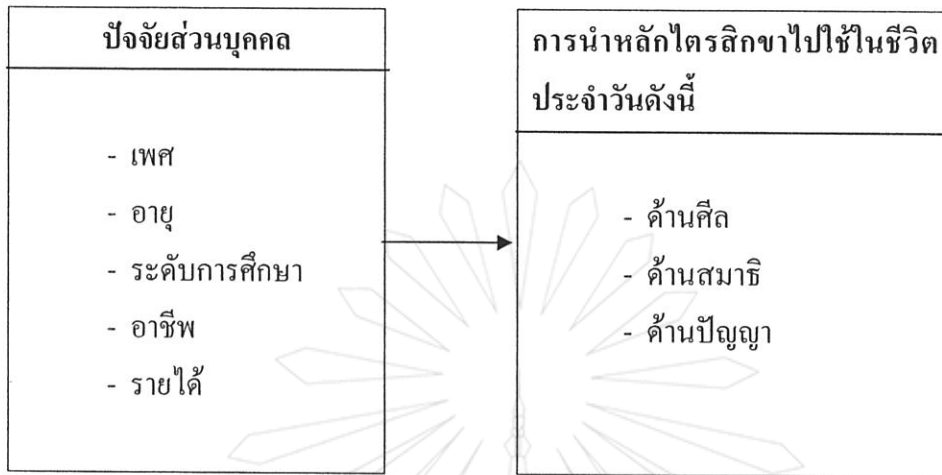 ปัจจัยส่วนบุคคล
- เพศ
- อายุ
- ระดับการศึกษา
- อาชีพ
- รายได้
การนำหลักไตรสิกขาไปใช้ในชีวิต
ประจำวันดังนี้
- ด้านศีล
- ด้านสมาธิ
- ด้านปัญญา